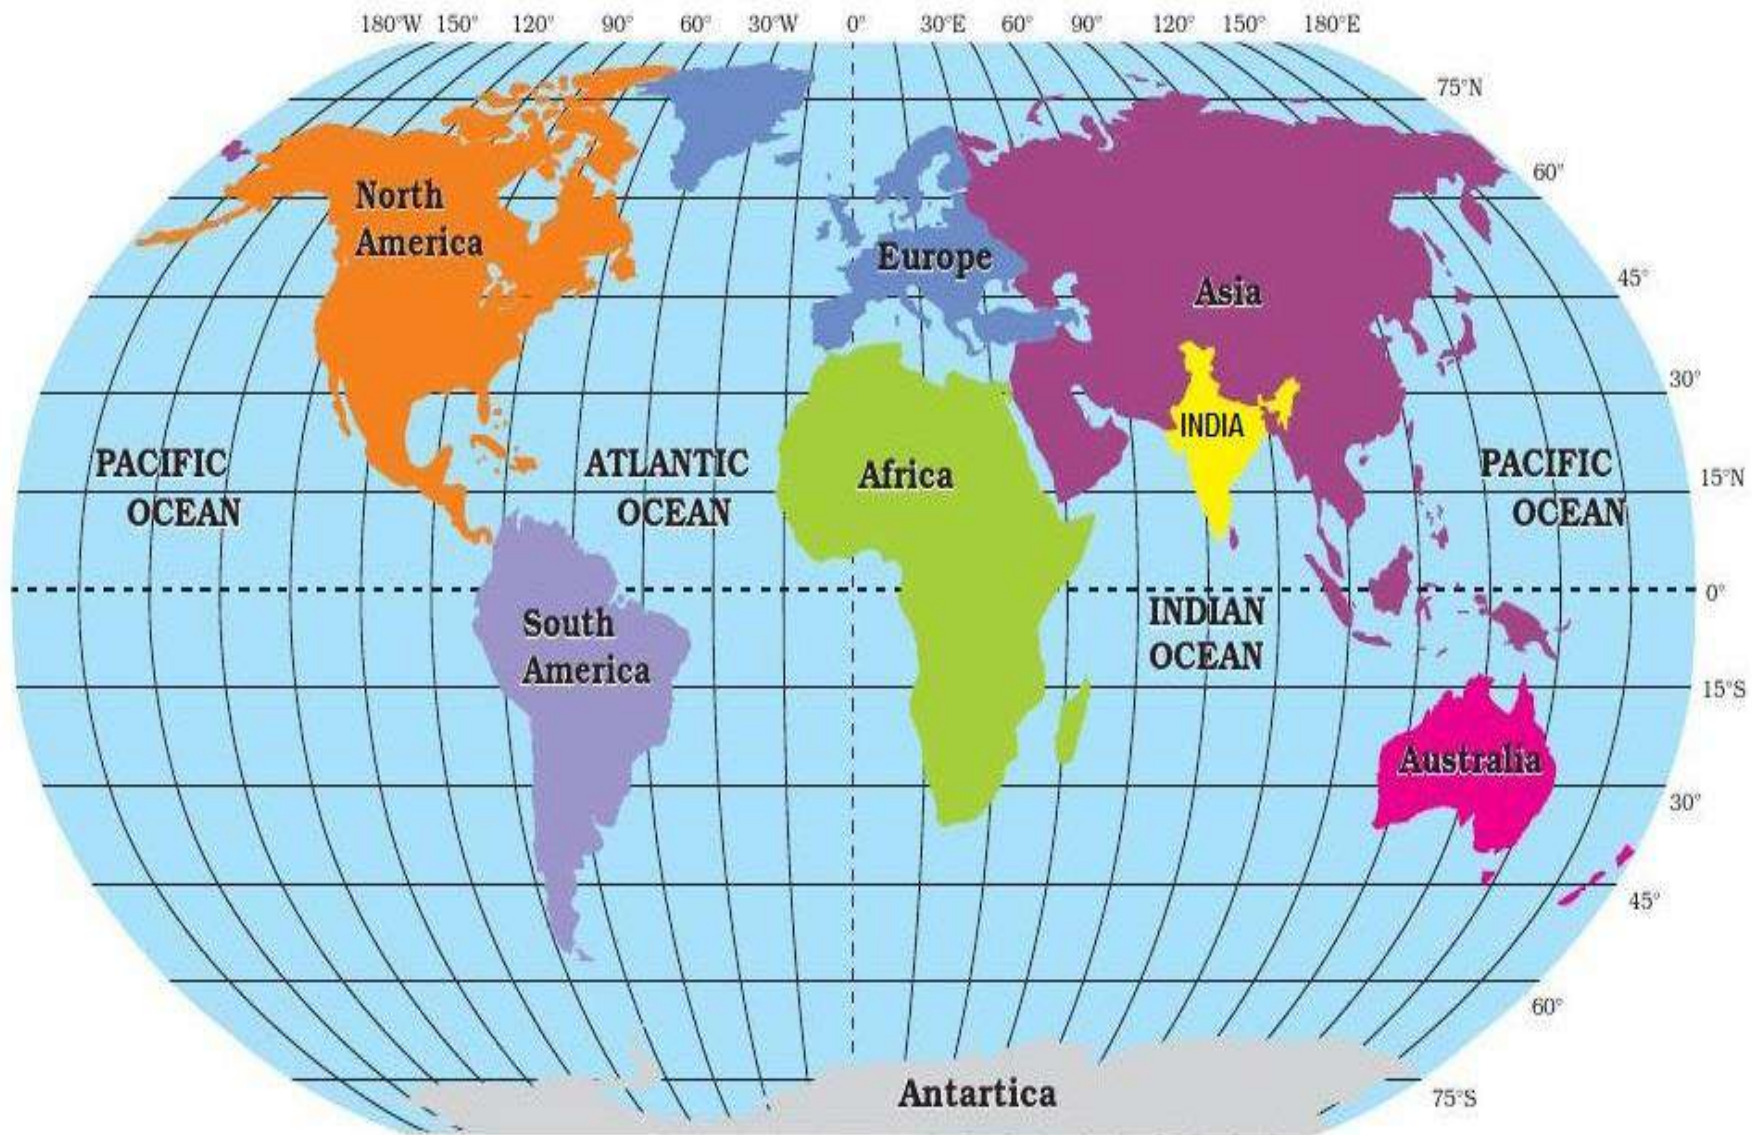 180°W 150° 120° 90° 60° 30°W 0° 30°E 60° 90° 120° 150° 180°E
75°N
60°
North
America
Europe
45°
Asia
30°
INDIA
PACIFIC
OCEAN
ATLANTIC
OCEAN
Africa
PACIFIC
OCEAN
15°N
0°
INDIAN
OCEAN
South
America
15°S
Australia
30°
45°
60°
Antartica
75°S